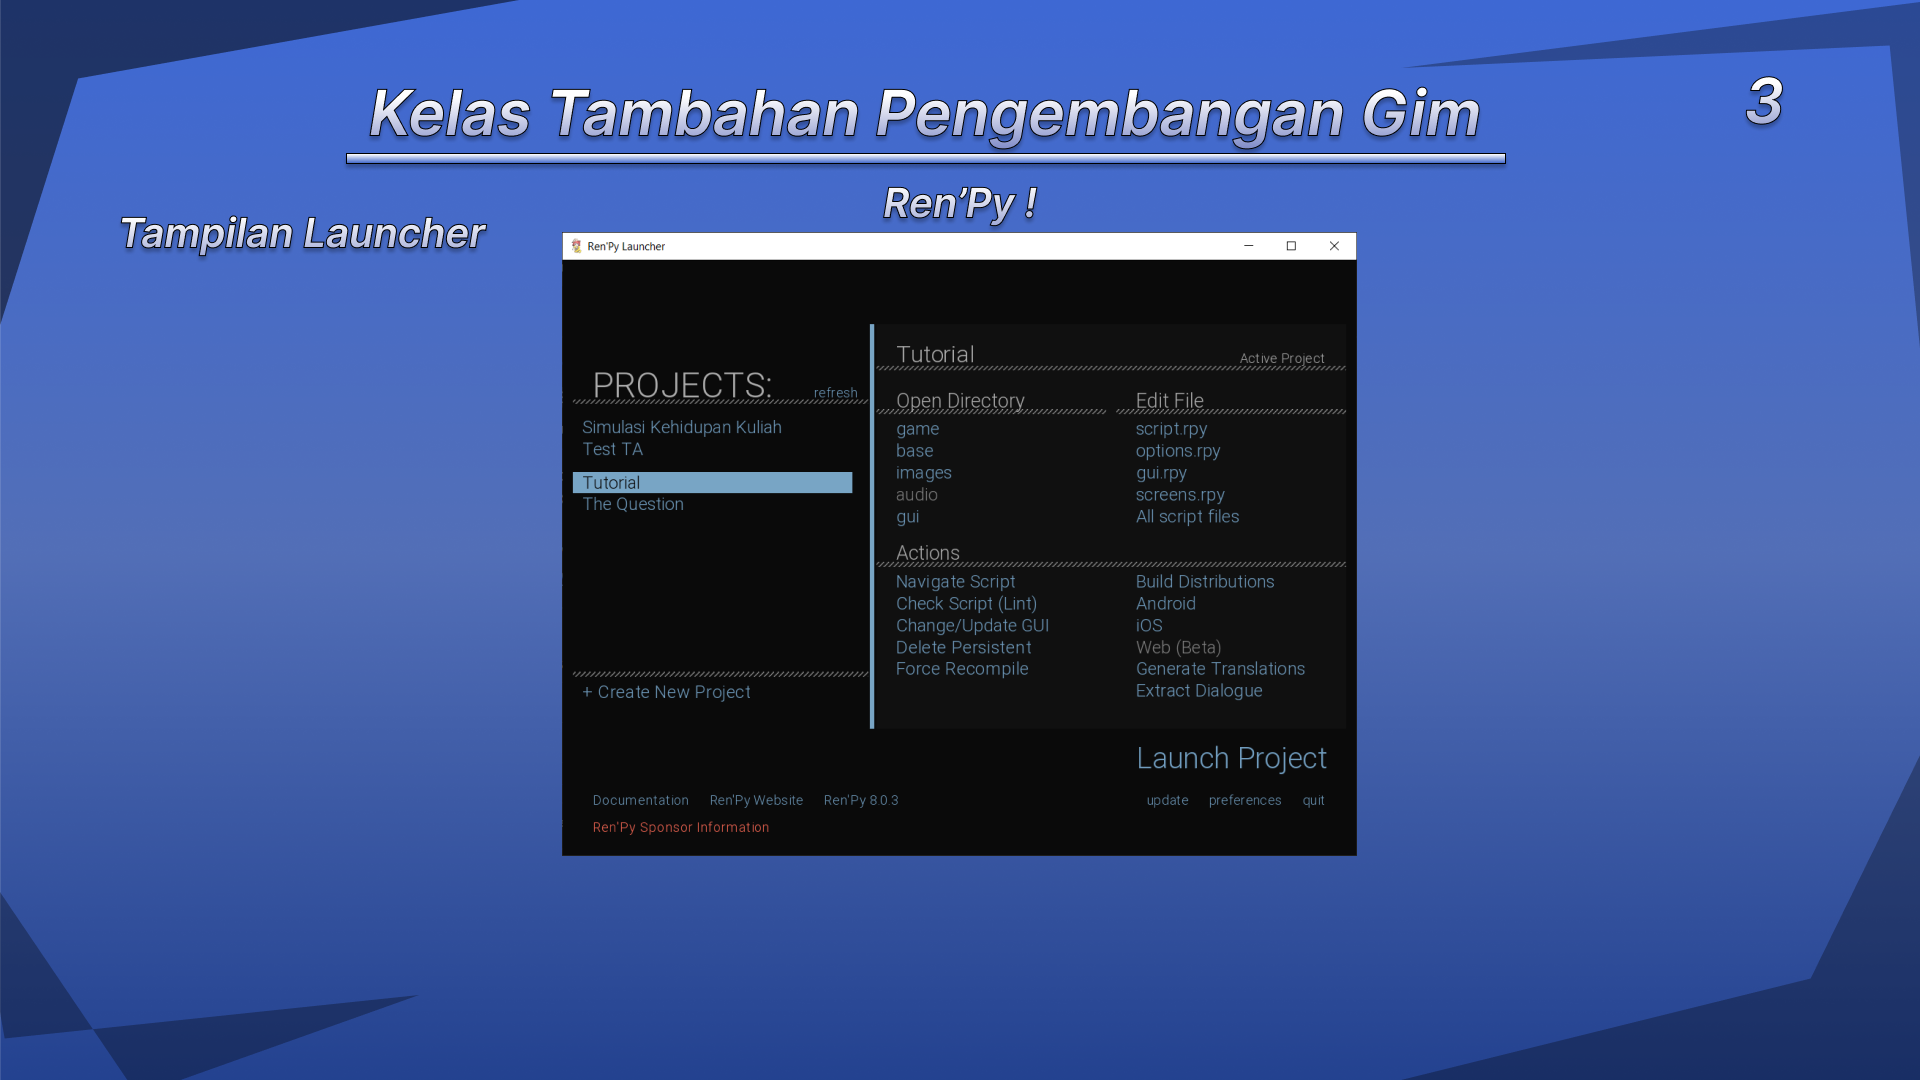 Kelas Tambahan Pengembangan Gim
3
Ren’Py !
Tampilan Launcher
Ren'Py Launcher
PROJECTS:
refresh
Simulasi Kehidupan Kuliah
Test TA
Tutorial
The Question
+ Create New Project
Tutorial
Active Project
Open Directory
game
base
images
audio
gui
Edit File
script.rpy
options.rpy
gui.rpy
screens.rpy
All script files
Actions
Navigate Script
Check Script (Lint)
Change/Update GUI
Delete Persistent
Force Recompile
Build Distributions
Android
iOS
Web (Beta)
Generate Translations
Extract Dialogue
Launch Project
Documentation
Ren'Py Website
Ren'Py 8.0.3
update
preferences
quit
Ren'Py Sponsor Information